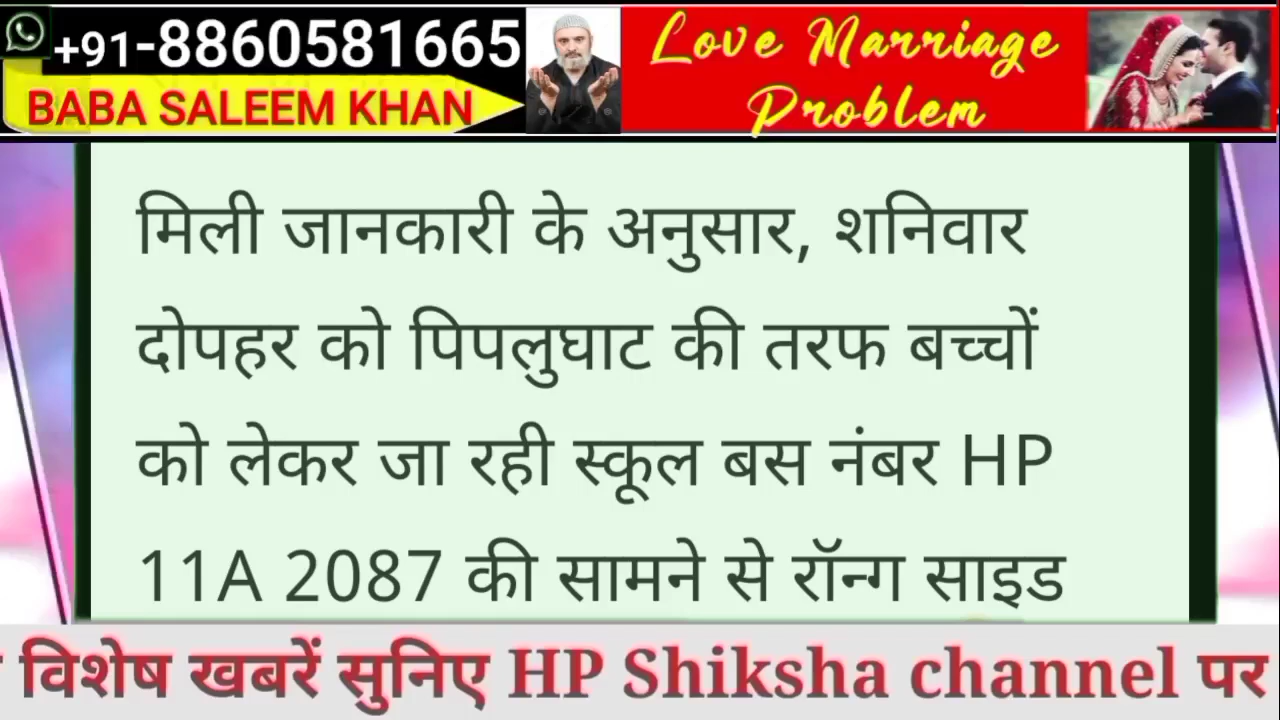 +91-8860581665
BABA SALEEM KHAN
Love Marriage
Problem
मिली जानकारी के अनुसार, शनिवार
दोपहर को पिपलुघाट की तरफ बच्चों
को लेकर जा रही स्कूल बस नंबर HP
11A 2087 की सामने से रॉन्ग साइड
विशेष खबरें सुनिए HP Shiksha channel पर